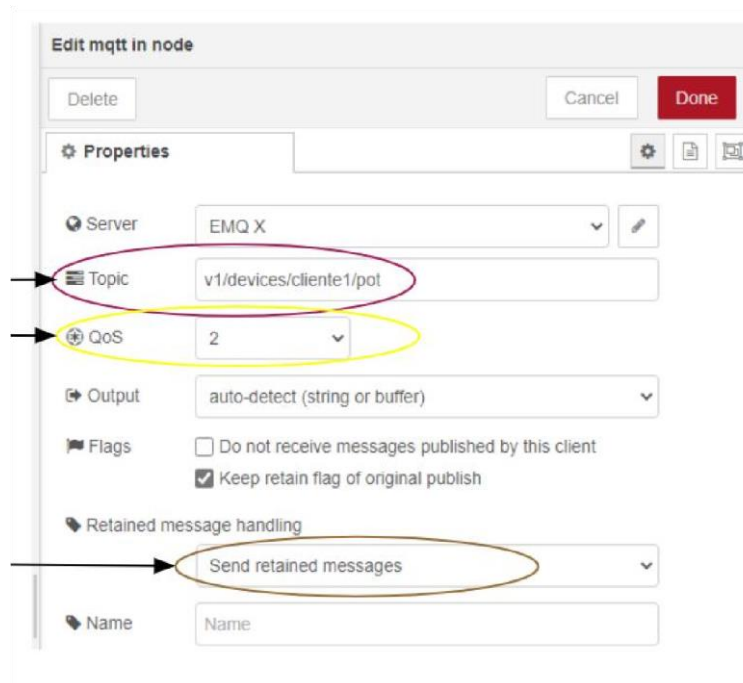 Edit mqtt in node
Delete Cancel Done
Properties
Server EMQ X
Topic v1/devices/cliente1/pot
QoS 2
Output auto-detect (string or buffer)
Flags Do not receive messages published by this client
Keep retain flag of original publish
Retained message handling
Send retained messages
Name Name